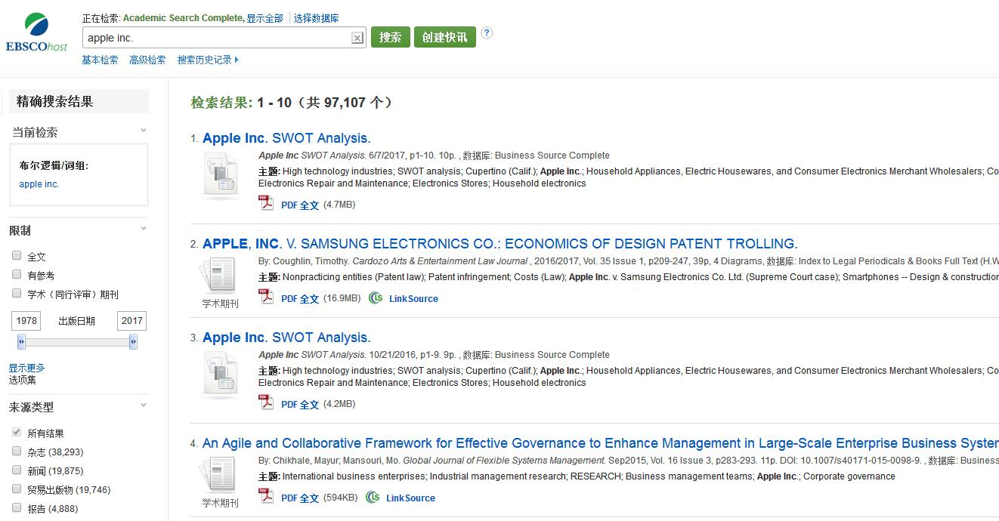 正在检索: Academic Search Complete, 显示全部 选择数据库
EBSCOhost
apple inc.
搜索
创建快讯
?
基本检索 高级检索 搜索历史记录
精确搜索结果
当前检索
布尔逻辑/词组:
apple inc.
限制
全文
有参考
学术（同行评审）期刊
1978 出版日期 2017
显示更多
选项集
来源类型
所有结果
杂志 (38,293)
新闻 (19,875)
贸易出版物 (19,746)
报告 (4,888)
检索结果: 1 - 10（共 97,107 个）
1. Apple Inc. SWOT Analysis.
Apple Inc SWOT Analysis. 6/7/2017, p1-10. 10p. , 数据库: Business Source Complete
主题: High technology industries; SWOT analysis; Cupertino (Calif.); Apple Inc.; Household Appliances, Electric Housewares, and Consumer Electronics Merchant Wholesalers; Co
Electronics Repair and Maintenance; Electronics Stores; Household electronics
PDF PDF 全文 (4.7MB)
2. APPLE, INC. V. SAMSUNG ELECTRONICS CO.: ECONOMICS OF DESIGN PATENT TROLLING.
By: Coughlin, Timothy. Cardozo Arts & Entertainment Law Journal , 2016/2017, Vol. 35 Issue 1, p209-247, 39p, 4 Diagrams, 数据库: Index to Legal Periodicals & Books Full Text (H.W
主题: Nonpracticing entities (Patent law); Patent infringement; Costs (Law); Apple Inc. v. Samsung Electronics Co. Ltd. (Supreme Court case); Smartphones -- Design & construction
学术期刊
PDF PDF 全文 (16.9MB) LS LinkSource
3. Apple Inc. SWOT Analysis.
Apple Inc SWOT Analysis. 10/21/2016, p1-9. 9p. , 数据库: Business Source Complete
主题: High technology industries; SWOT analysis; Cupertino (Calif.); Apple Inc.; Household Appliances, Electric Housewares, and Consumer Electronics Merchant Wholesalers; Co
Electronics Repair and Maintenance; Electronics Stores; Household electronics
PDF PDF 全文 (4.2MB)
4. An Agile and Collaborative Framework for Effective Governance to Enhance Management in Large-Scale Enterprise Business System
By: Chikhale, Mayur; Mansouri, Mo. Global Journal of Flexible Systems Management. Sep2015, Vol. 16 Issue 3, p283-293. 11p. DOI: 10.1007/s40171-015-0098-9. , 数据库: Business
主题: International business enterprises; Industrial management research; RESEARCH; Business management teams; Apple Inc.; Corporate governance
学术期刊
PDF PDF 全文 (594KB) LS LinkSource